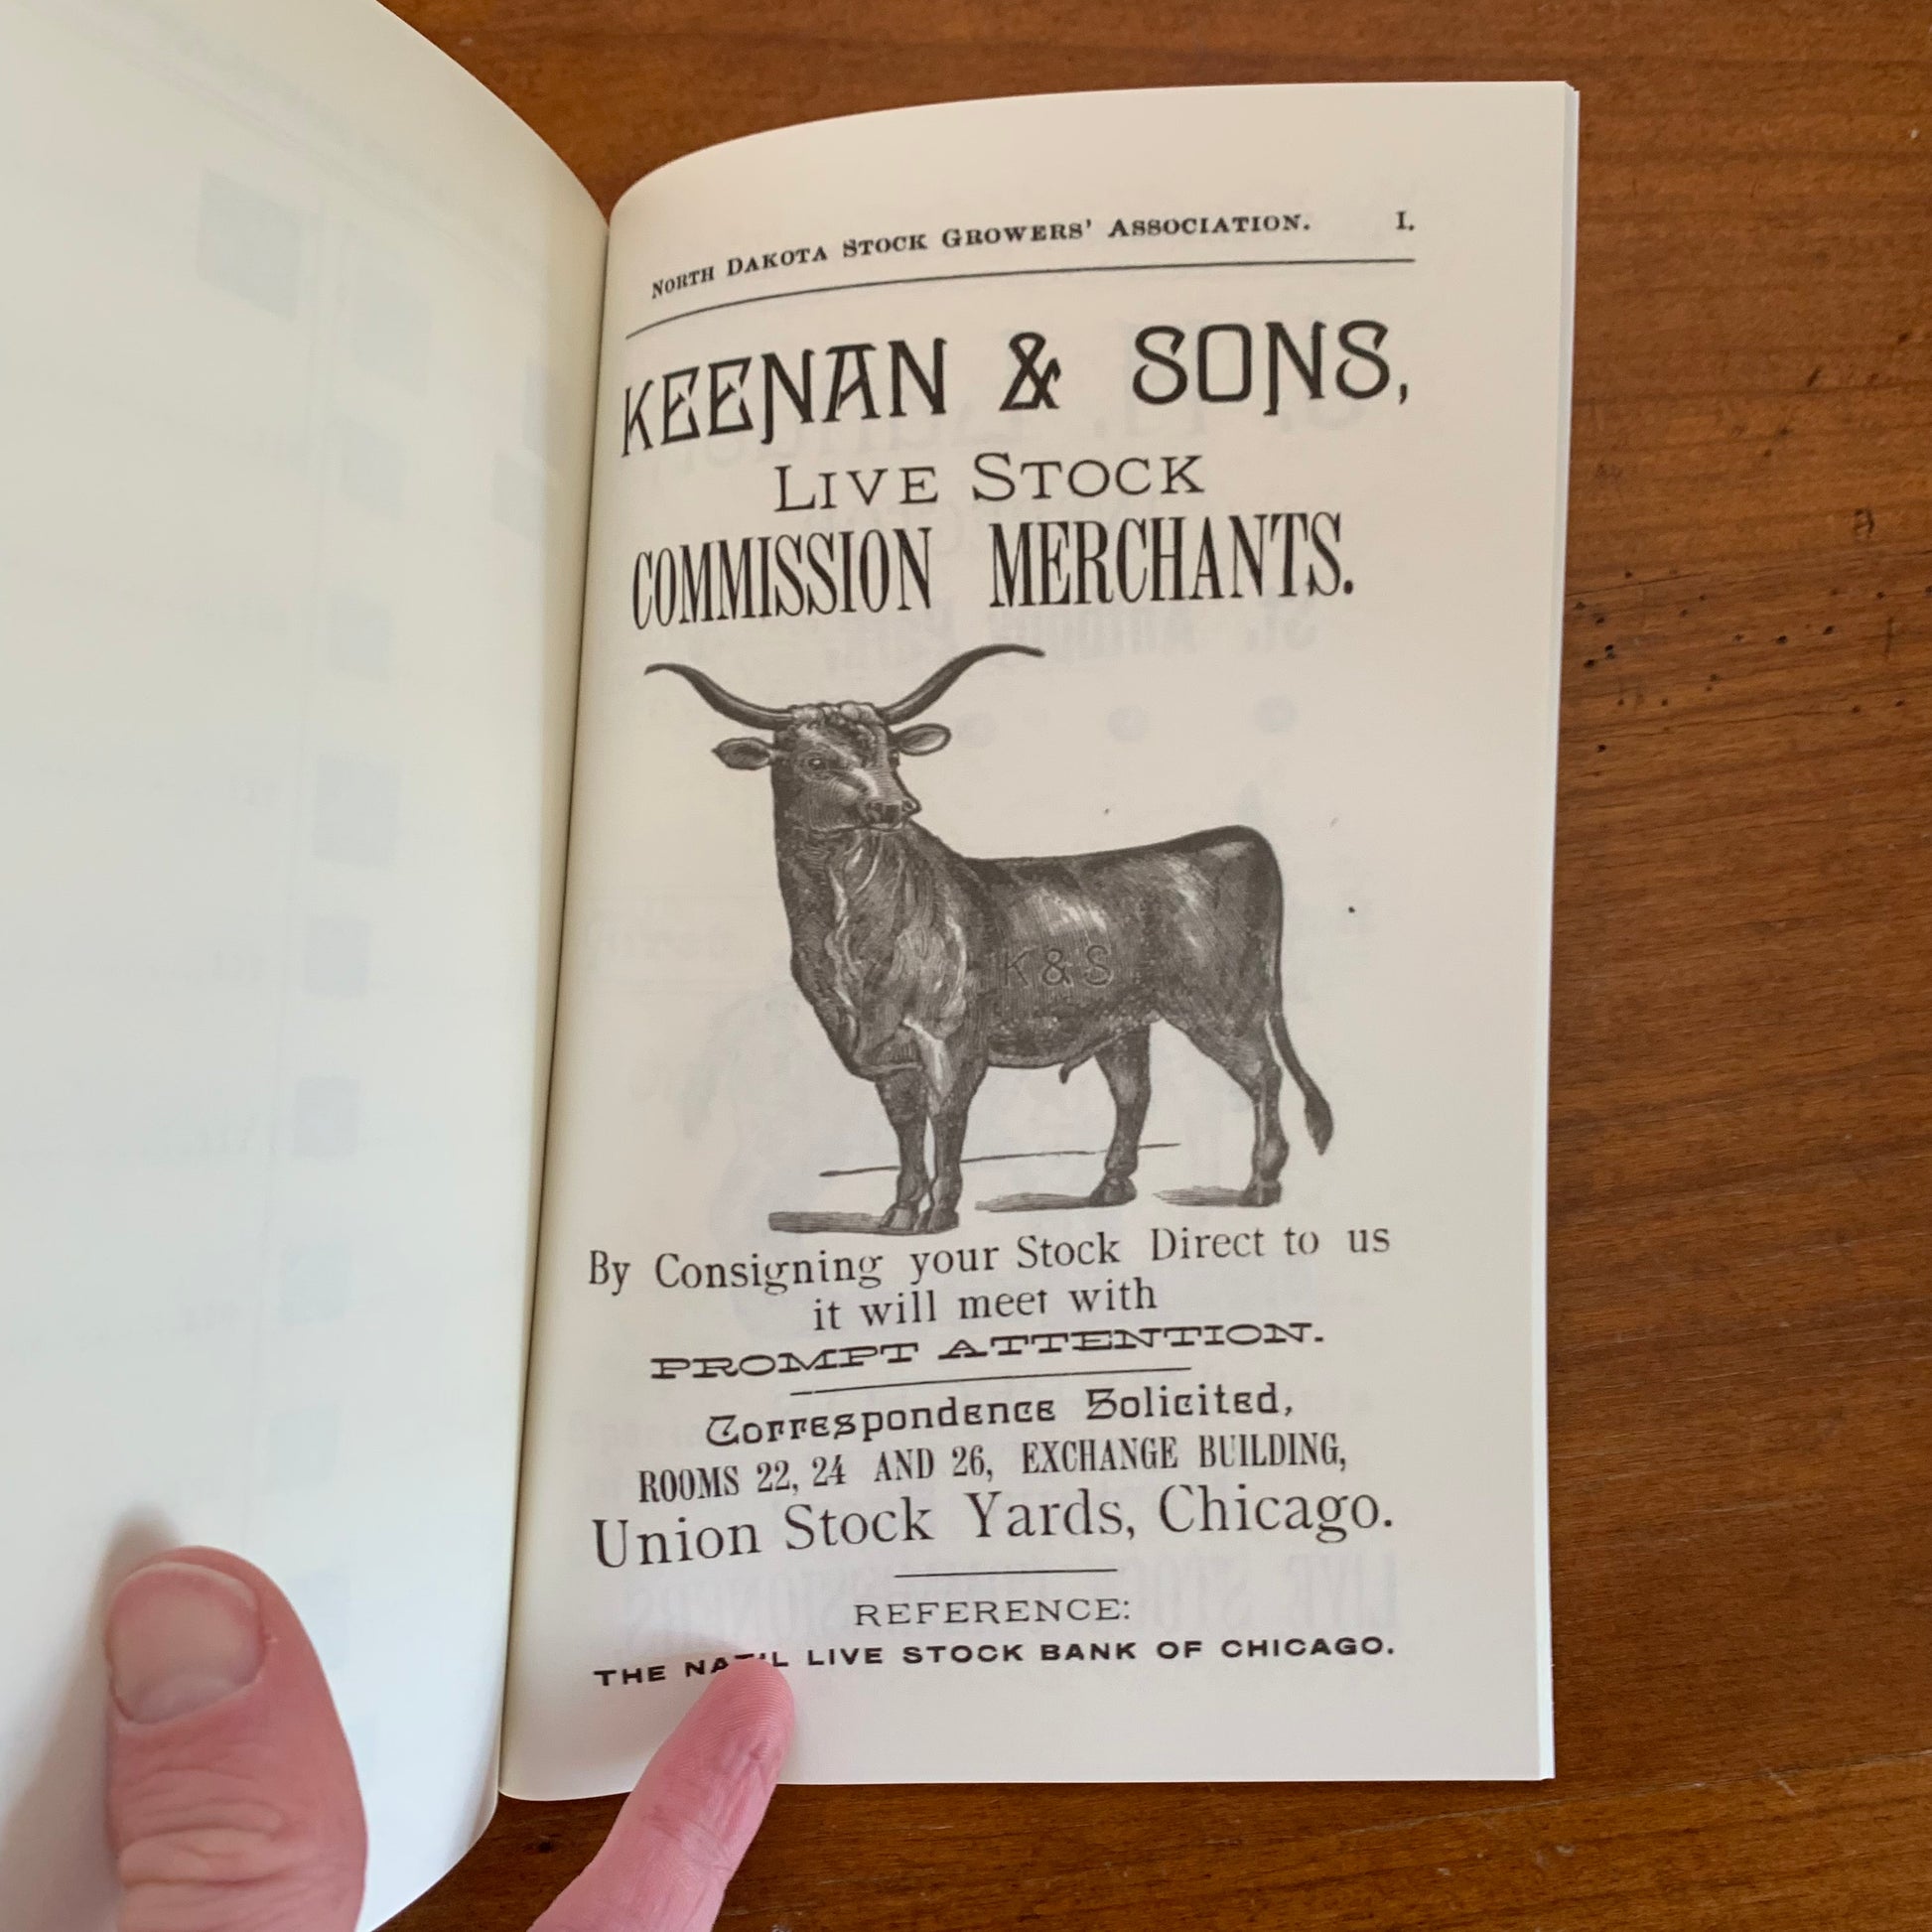 NORTH DAKOTA STOCK GROWERS' ASSOCIATION. I.
KEENAN & SONS,
LIVE STOCK
COMMISSION MERCHANTS.
K & S
By Consigning your Stock Direct to us
it will meet with
PROMPT ATTENTION.
Correspondence Solicited,
ROOMS 22, 24 AND 26, EXCHANGE BUILDING,
Union Stock Yards, Chicago.
REFERENCE:
THE NAT'L LIVE STOCK BANK OF CHICAGO.